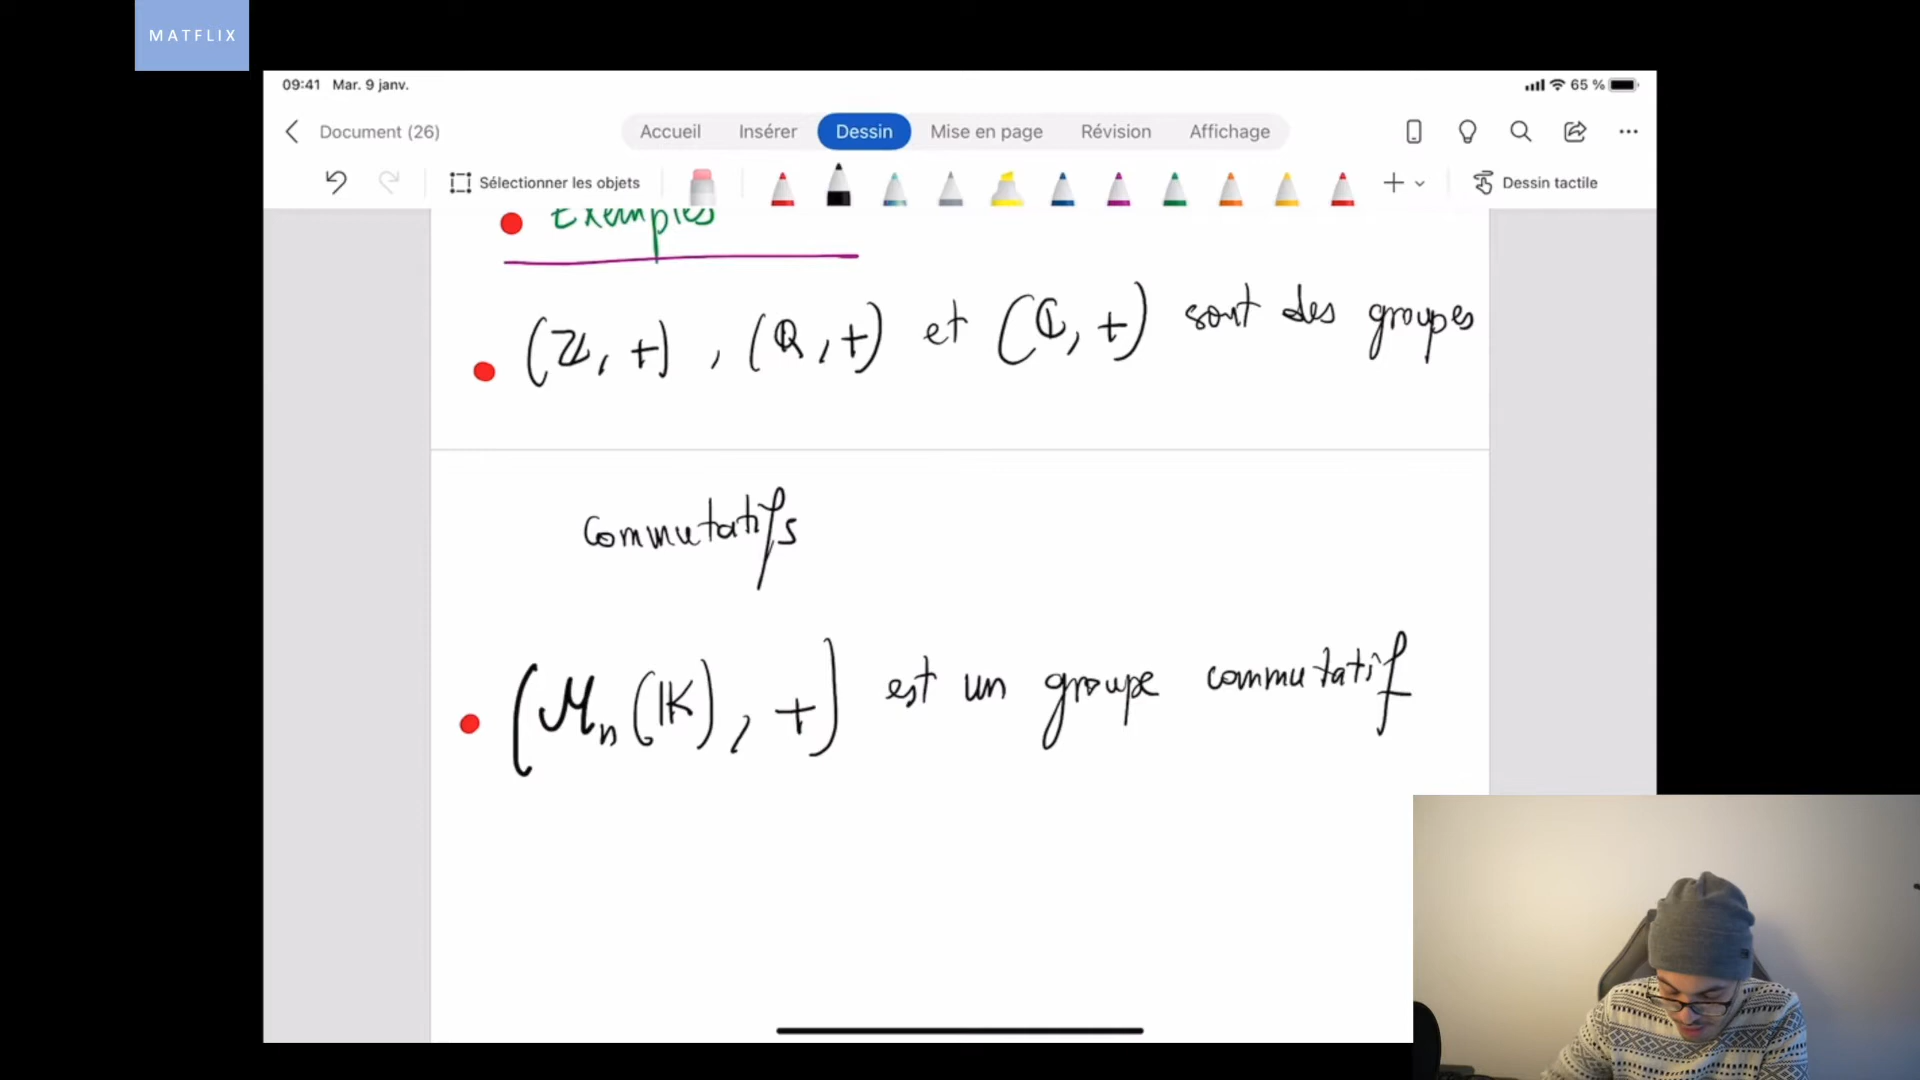 MATFLIX
09:41 Mar. 9 janv.
65 %
Document (26)
Accueil Insérer Dessin Mise en page Révision Affichage
Sélectionner les objets
Dessin tactile
Exemples
(ℤ, +) , (ℚ, +) et (ℂ, +) sont des groupes
Commutatifs
(Mₙ(𝕂), +) est un groupe commutatif